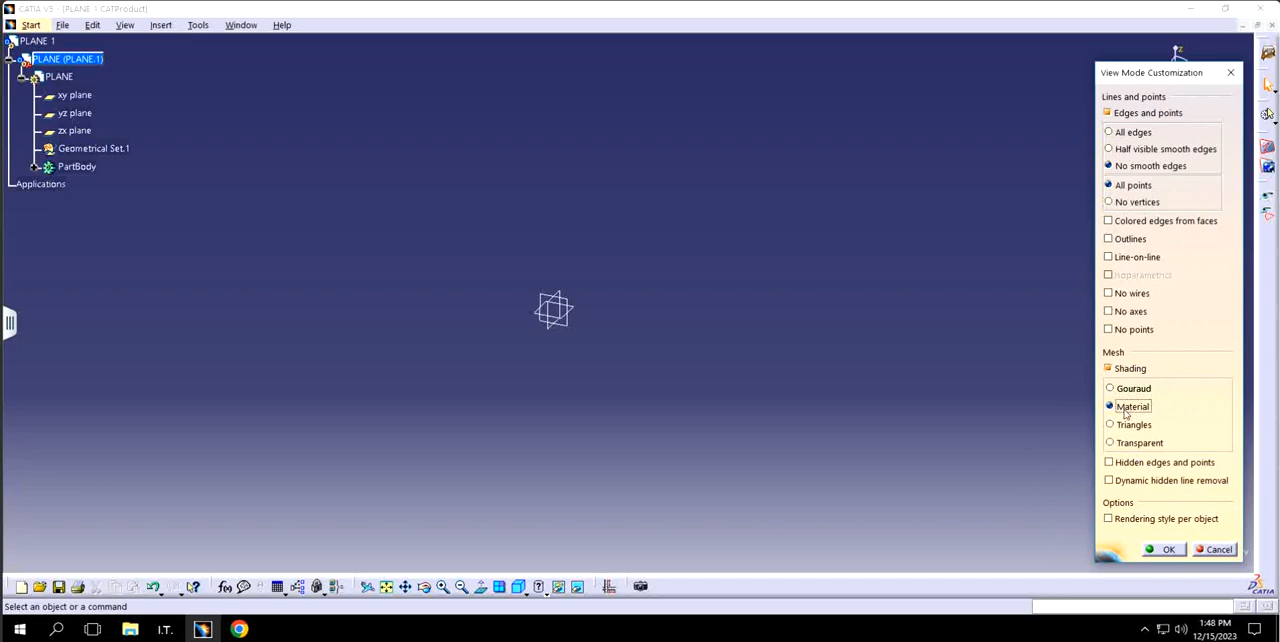 CATIA V5 - [PLANE 1.CATProduct]
Start File Edit View Insert Tools Window Help
PLANE 1
PLANE (PLANE.1)
PLANE
xy plane
yz plane
zx plane
Geometrical Set.1
PartBody
Applications
z
View Mode Customization
Lines and points
Edges and points
All edges
Half visible smooth edges
No smooth edges
All points
No vertices
Colored edges from faces
Outlines
Line-on-line
Isoparametrics
No wires
No axes
No points
Mesh
Shading
Gouraud
Material
Triangles
Transparent
Hidden edges and points
Dynamic hidden line removal
Options
Rendering style per object
OK Cancel
f(x)
CATIA
Select an object or a command
I.T.
1:48 PM
12/15/2023